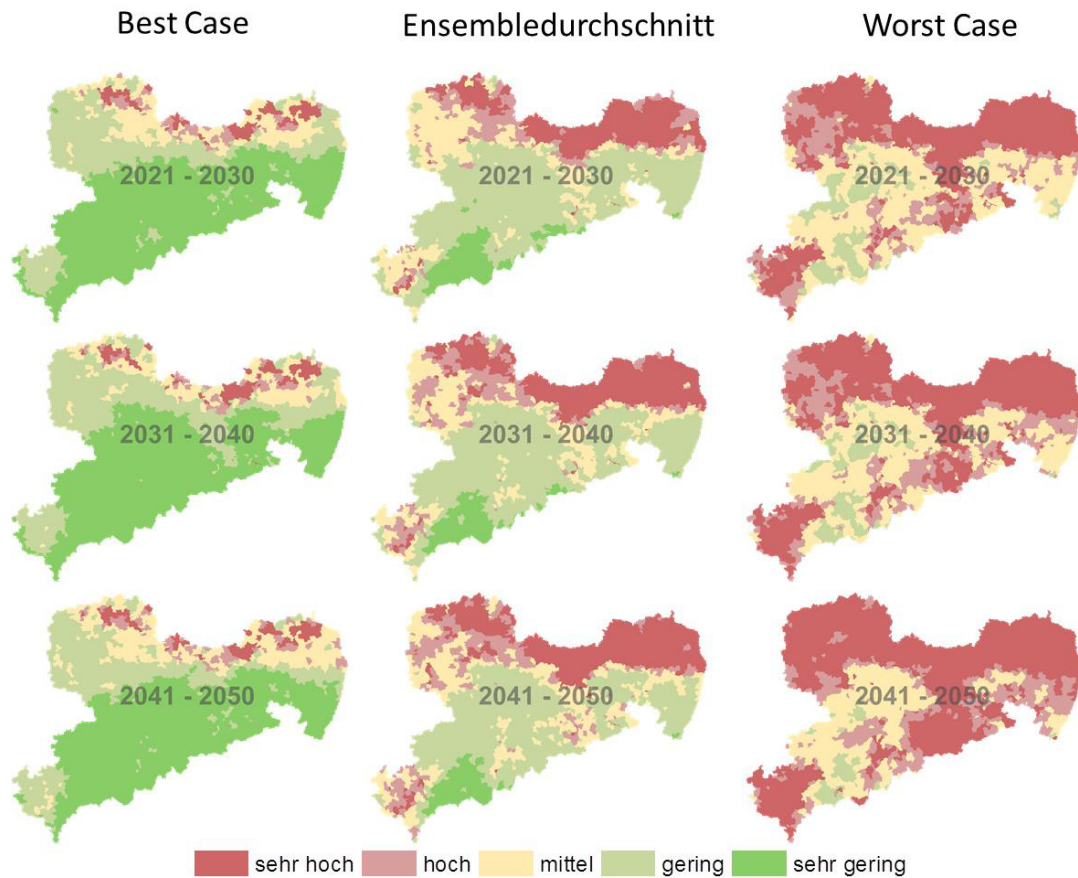 Best Case
Ensembledurchschnitt
Worst Case
2021 - 2030
2021 - 2030
2021 - 2030
2031 - 2040
2031 - 2040
2031 - 2040
2041 - 2050
2041 - 2050
2041 - 2050
sehr hoch
hoch
mittel
gering
sehr gering